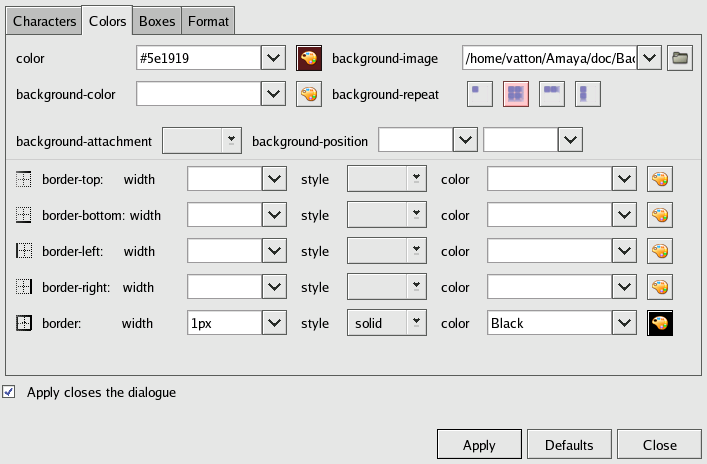 Characters Colors Boxes Format
color #5e1919 background-image /home/vatton/Amaya/doc/Bac
background-color background-repeat
background-attachment background-position
border-top: width style color
border-bottom: width style color
border-left: width style color
border-right: width style color
border: width 1px style solid color Black
Apply closes the dialogue
Apply Defaults Close